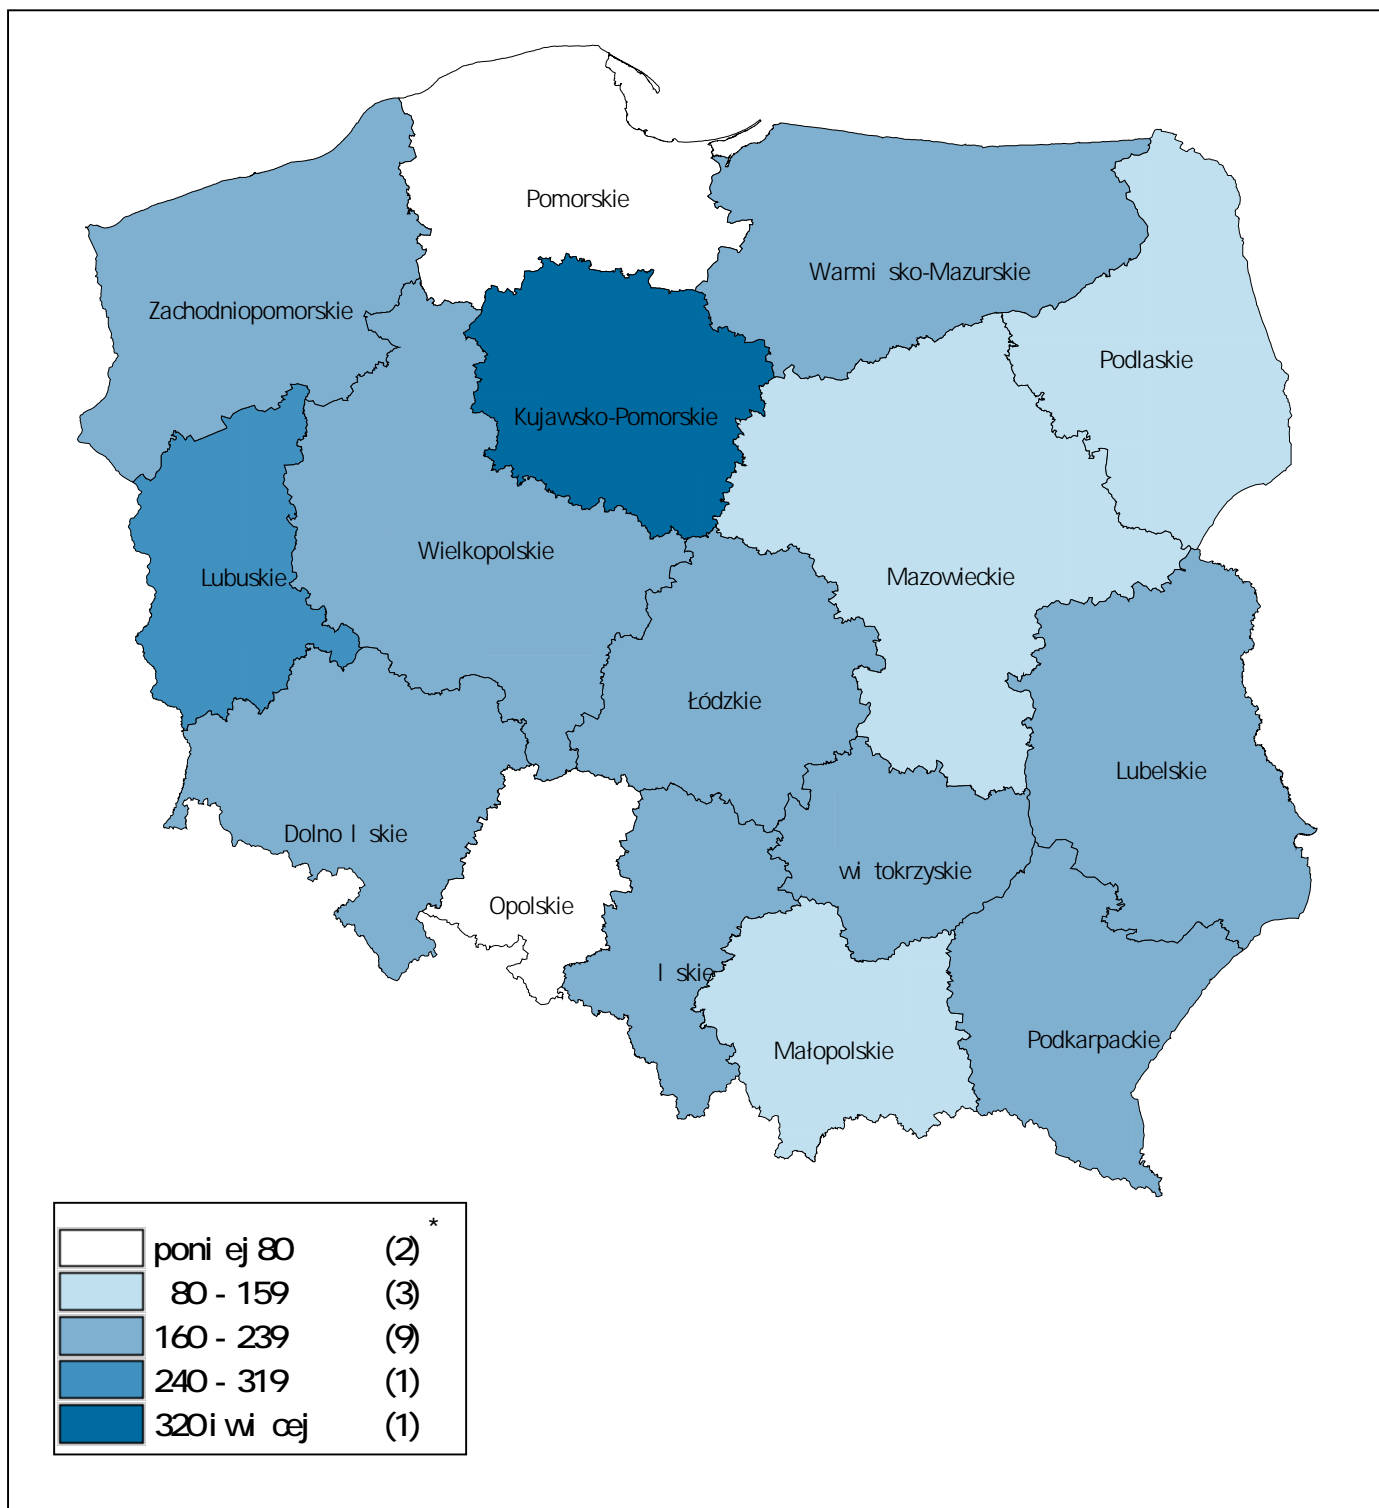 Pomorskie
Warmi sko-Mazurskie
Zachodniopomorskie
Podlaskie
Kujawsko-Pomorskie
Wielkopolskie
Lubuskie
Mazowieckie
Łódzkie
Lubelskie
Dolno l skie
wi tokrzyskie
Opolskie
l skie
Podkarpackie
Małopolskie
*
poni ej 80 (2)
80 - 159 (3)
160 - 239 (9)
240 - 319 (1)
320 i wi cej (1)